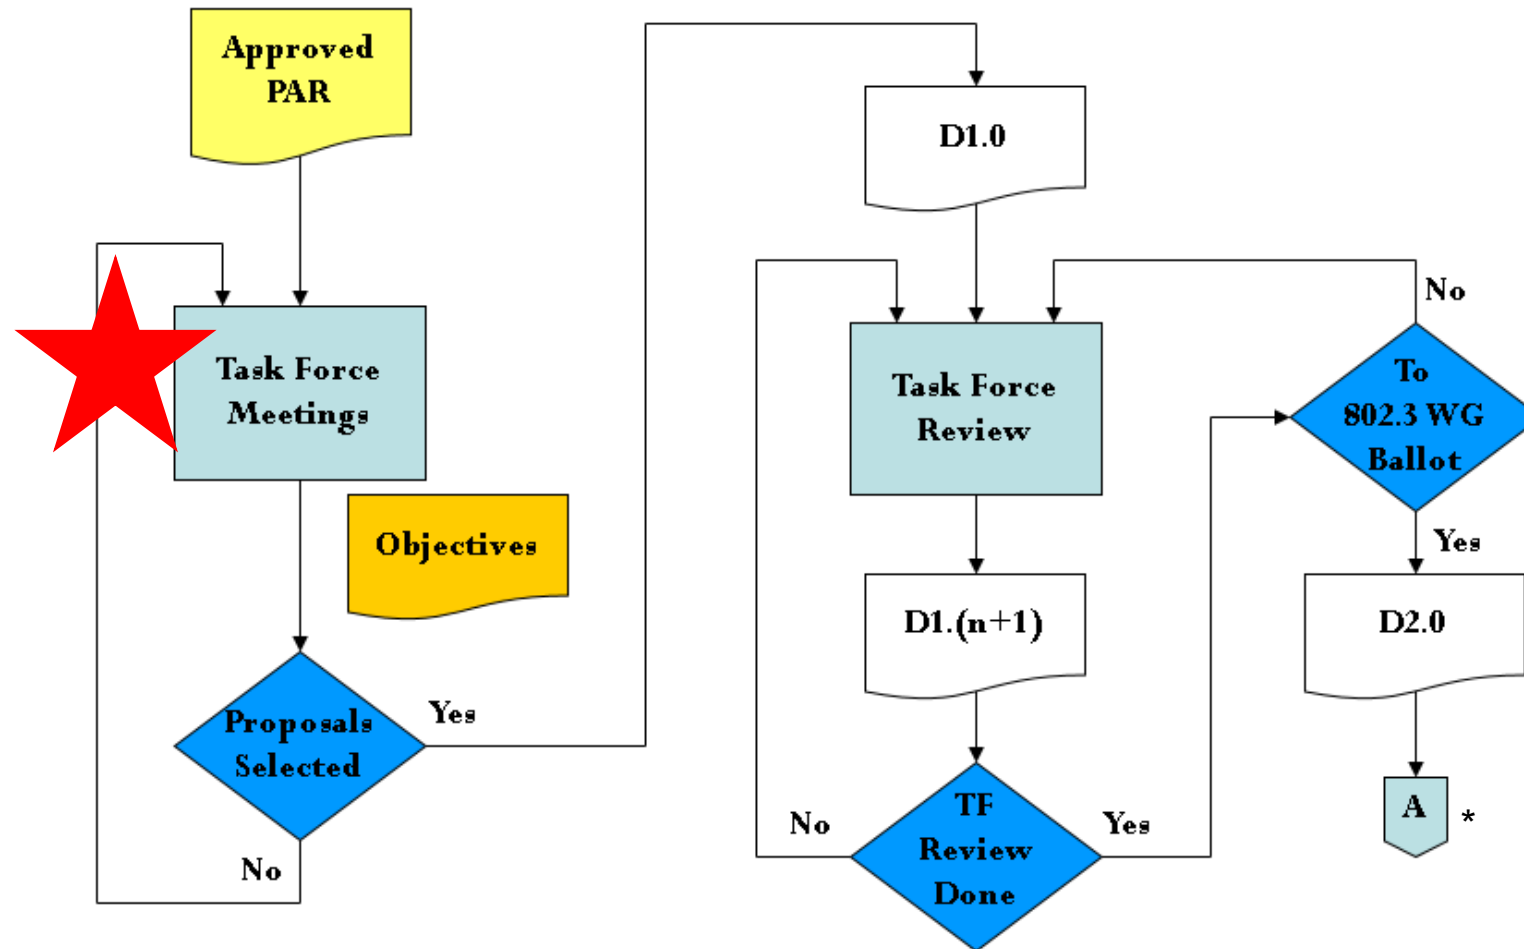 Approved
PAR
Task Force
Meetings
Objectives
Proposals
Selected
Yes
No
D1.0
Task Force
Review
D1.(n+1)
TF
Review
Done
No
Yes
To
802.3 WG
Ballot
No
Yes
D2.0
A *